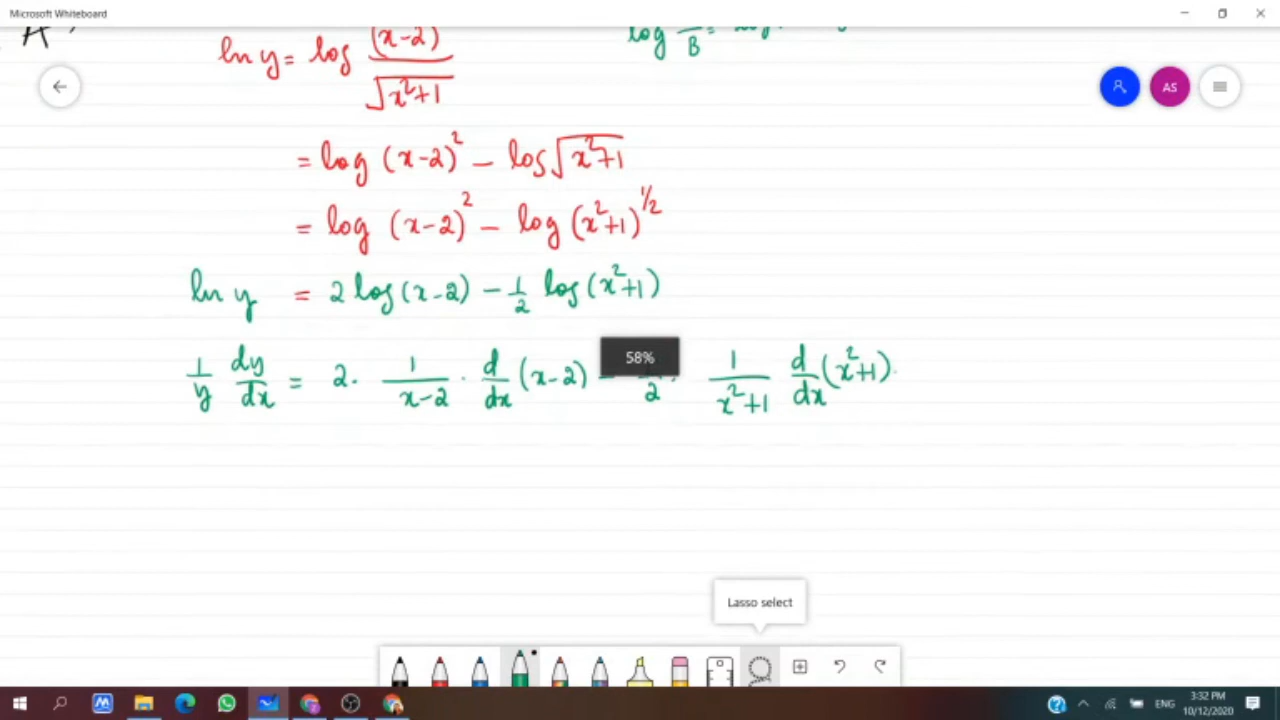 Microsoft Whiteboard
A
ln y = log (x-2) / √(x²+1)
log /B = log
AS
= log (x-2)² - log √(x²+1)
= log (x-2)² - log (x²+1)^1/2
ln y = 2 log (x-2) - 1/2 log (x²+1)
58%
1/y dy/dx = 2 · 1/(x-2) · d/dx (x-2) - /2 · 1/(x²+1) d/dx (x²+1) ·
Lasso select
ENG
3:32 PM
10/12/2020